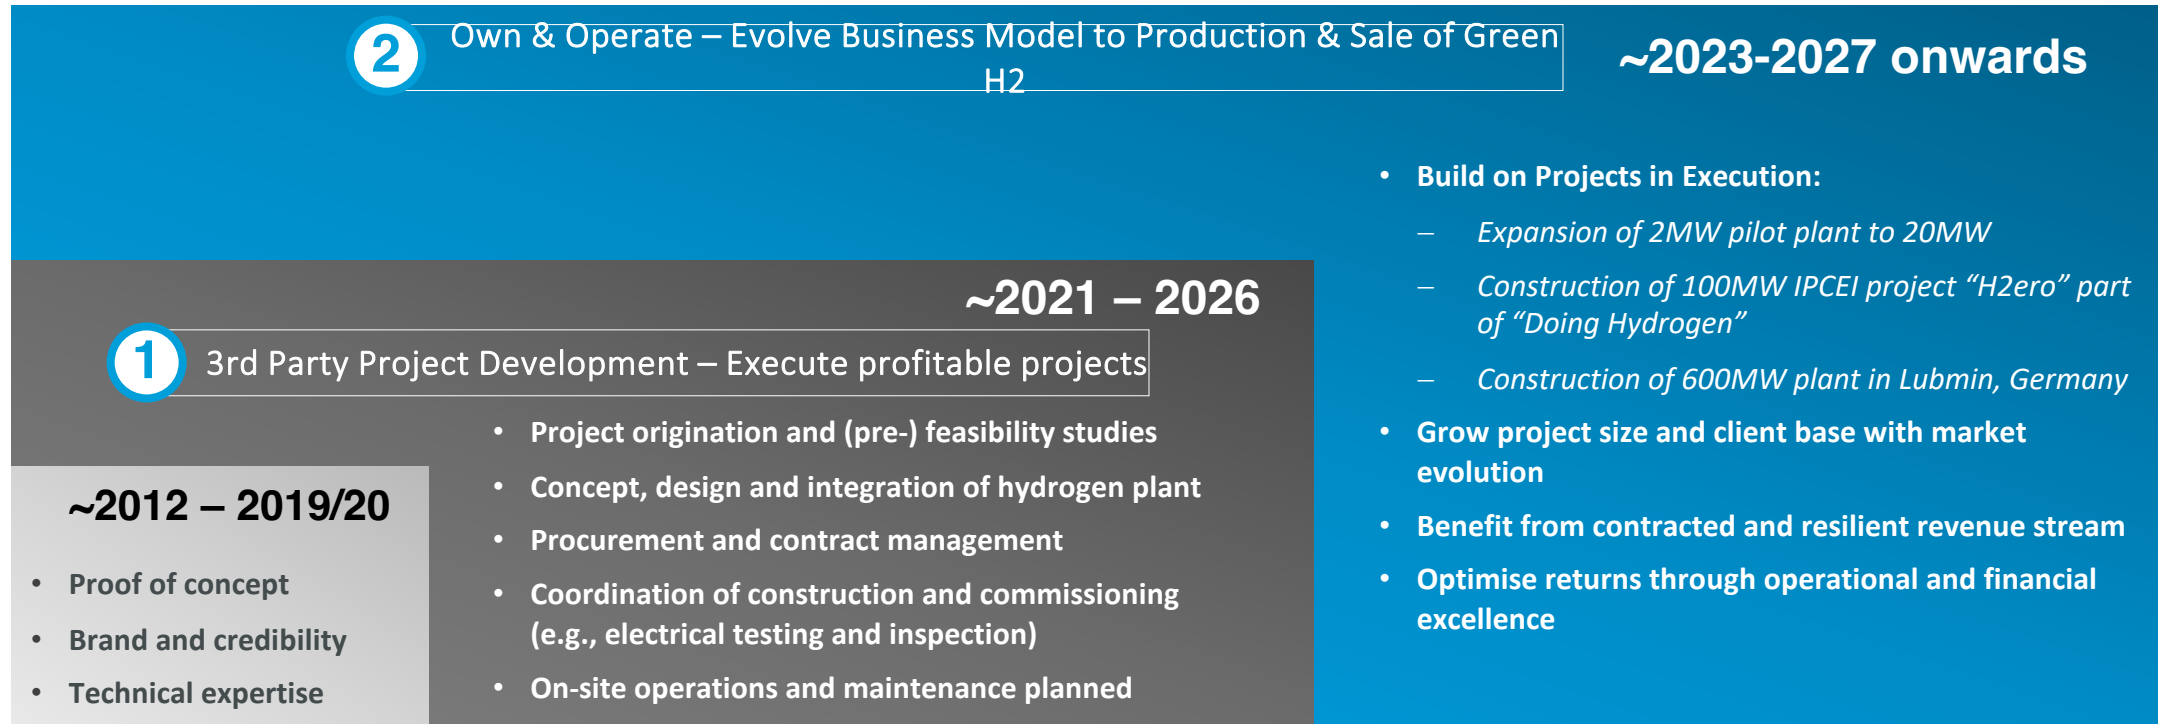 2
Own & Operate – Evolve Business Model to Production & Sale of Green
H2
~2023-2027 onwards
• Build on Projects in Execution:
– Expansion of 2MW pilot plant to 20MW
– Construction of 100MW IPCEI project “H2ero” part
of “Doing Hydrogen”
– Construction of 600MW plant in Lubmin, Germany
• Grow project size and client base with market
evolution
• Benefit from contracted and resilient revenue stream
• Optimise returns through operational and financial
excellence
~2021 – 2026
1
3rd Party Project Development – Execute profitable projects
• Project origination and (pre-) feasibility studies
• Concept, design and integration of hydrogen plant
• Procurement and contract management
• Coordination of construction and commissioning
(e.g., electrical testing and inspection)
• On-site operations and maintenance planned
~2012 – 2019/20
• Proof of concept
• Brand and credibility
• Technical expertise